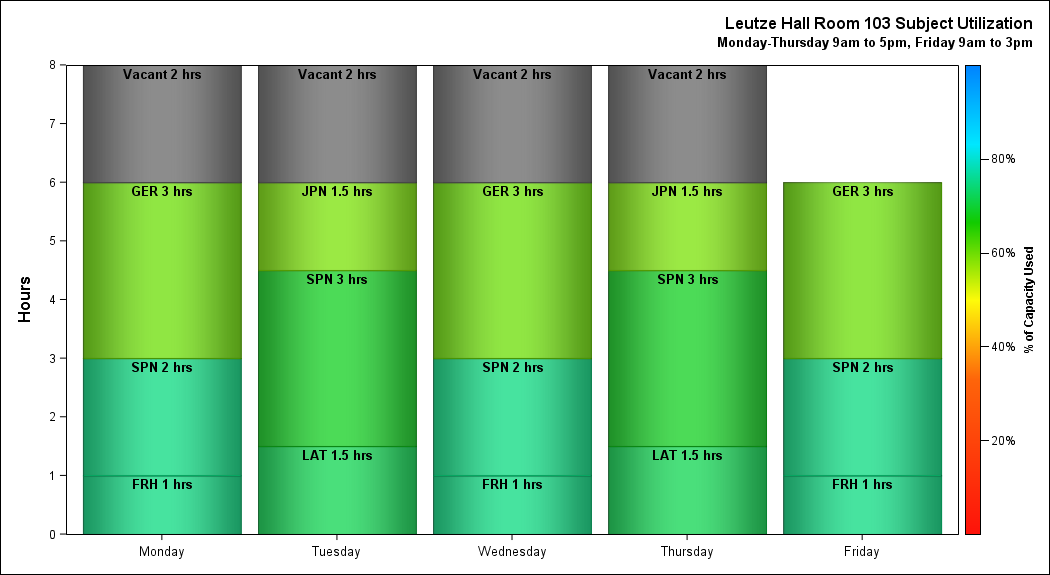 Leutze Hall Room 103 Subject Utilization
Monday-Thursday 9am to 5pm, Friday 9am to 3pm
8
7
6
5
4
3
2
1
0
Hours
Vacant 2 hrs
GER 3 hrs
SPN 2 hrs
FRH 1 hrs
Vacant 2 hrs
JPN 1.5 hrs
SPN 3 hrs
LAT 1.5 hrs
Vacant 2 hrs
GER 3 hrs
SPN 2 hrs
FRH 1 hrs
Vacant 2 hrs
JPN 1.5 hrs
SPN 3 hrs
LAT 1.5 hrs
GER 3 hrs
SPN 2 hrs
FRH 1 hrs
Monday
Tuesday
Wednesday
Thursday
Friday
80%
60%
40%
20%
% of Capacity Used